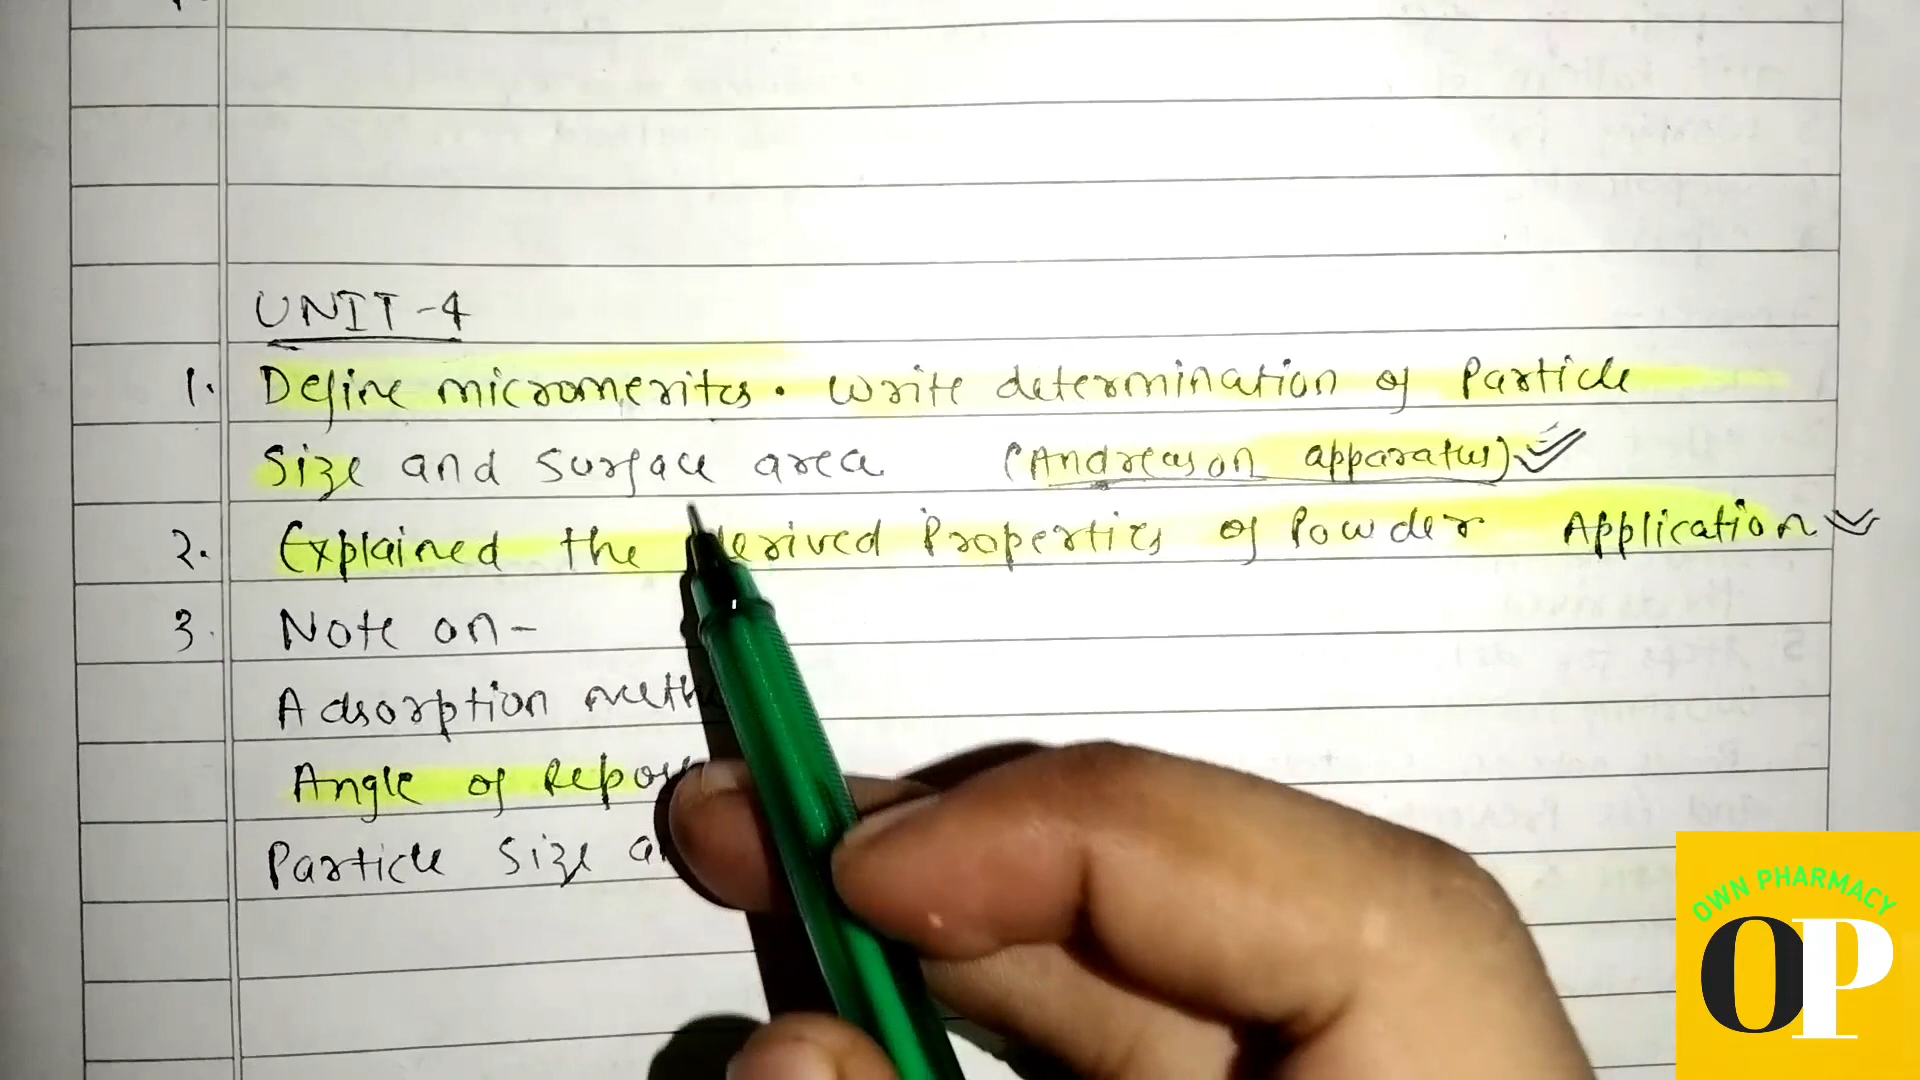 UNIT-4
1. Define micromeritcs. Write determination of Particle
Size and Surface area (Andreason apparatus)
2. Explained the derived Properties of Powder Application
3. Note on-
Adsorption
Angle of
Particle Size
OWN PHARMACY
OP